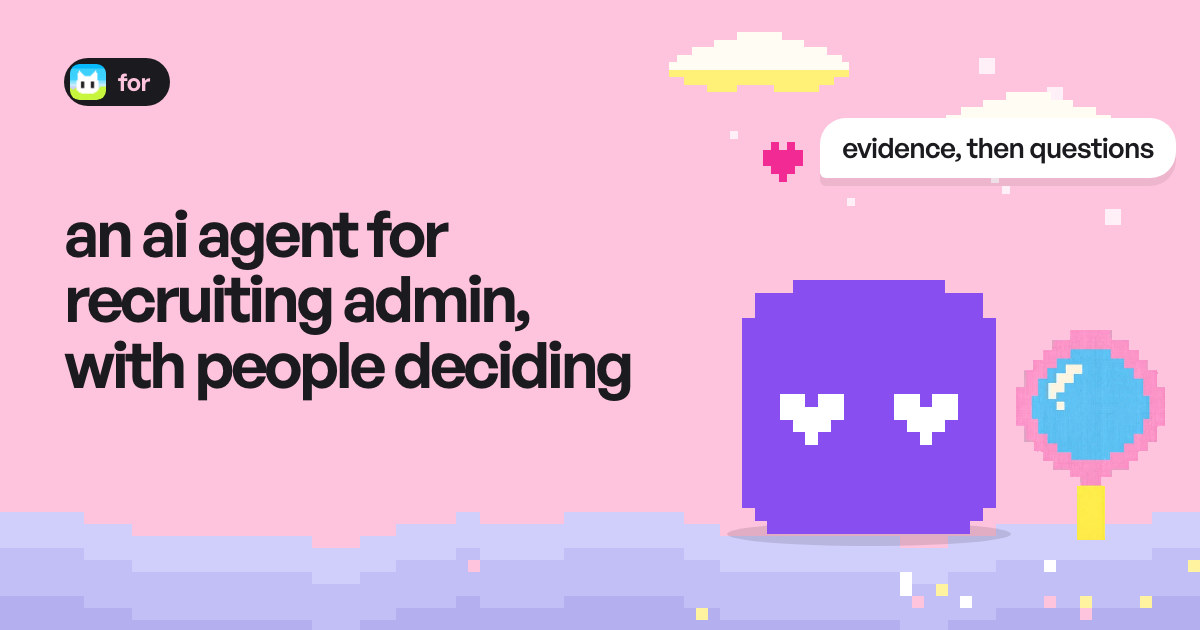 for
evidence, then questions
an ai agent for
recruiting admin,
with people deciding